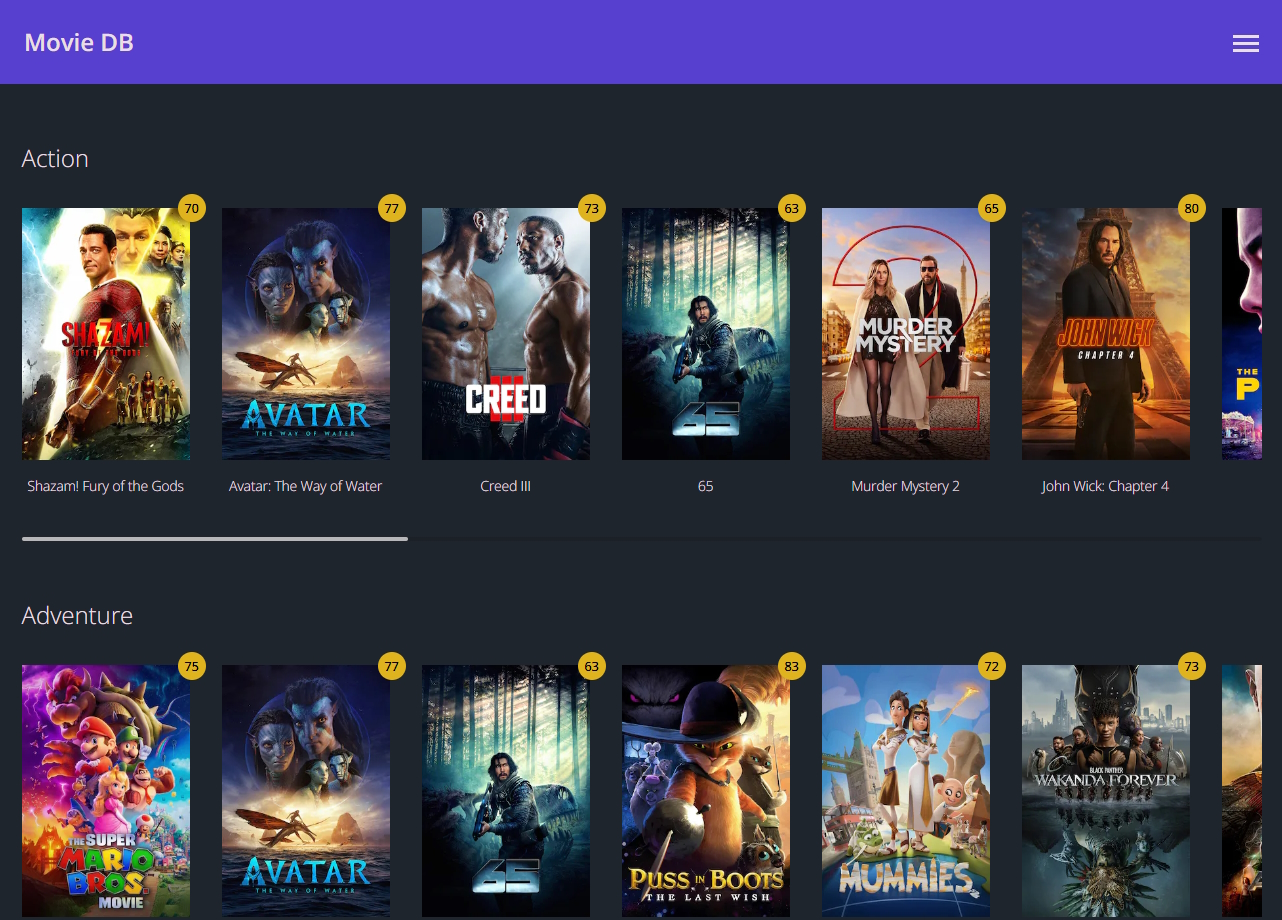 Movie DB
Action
70
77
73
63
65
80
SHAZAM!
FURY OF THE GODS
AVATAR
THE WAY OF WATER
CREED
III
65
MURDER
MYSTERY
2
JOHN WICK
CHAPTER 4
THE
P
Shazam! Fury of the Gods
Avatar: The Way of Water
Creed III
65
Murder Mystery 2
John Wick: Chapter 4
Adventure
75
77
63
83
72
73
THE SUPER
MARIO
BROS.
MOVIE
AVATAR
THE WAY OF WATER
65
PUSS IN BOOTS
THE LAST WISH
MUMMIES
BLACK PANTHER
WAKANDA FOREVER